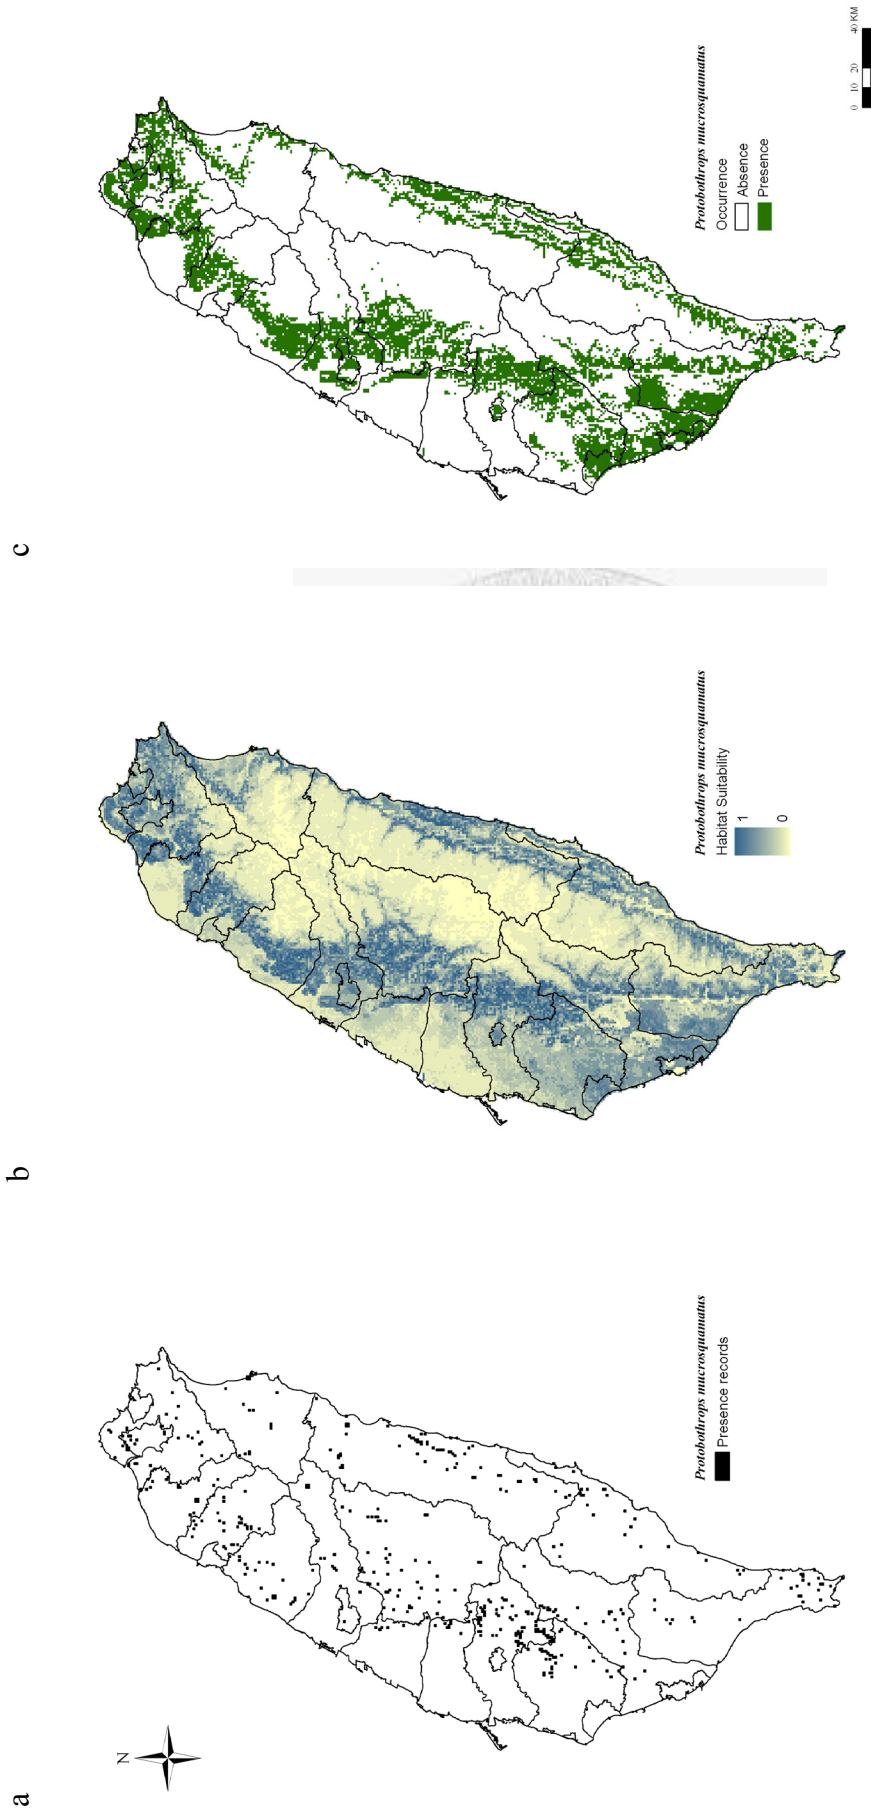 c
Protobothrops mucrosquamatus
Occurrence
Absence
Presence
0 10 20 40 KM
b
Protobothrops mucrosquamatus
Habitat Suitability
1
0
a
N
Protobothrops mucrosquamatus
Presence records